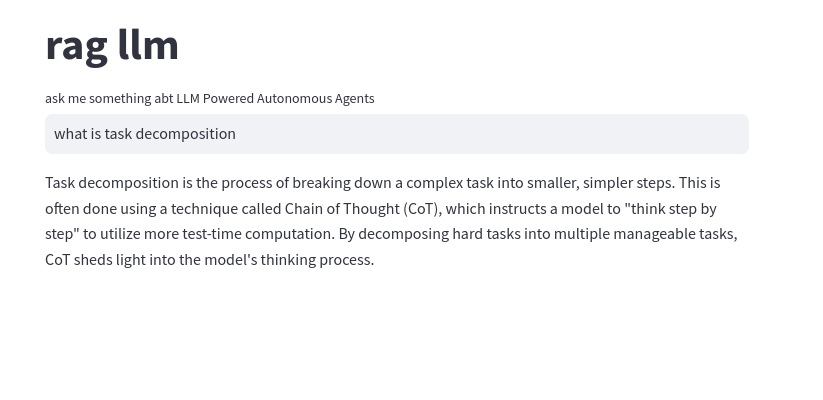 rag llm
ask me something abt LLM Powered Autonomous Agents
what is task decomposition
Task decomposition is the process of breaking down a complex task into smaller, simpler steps. This is
often done using a technique called Chain of Thought (CoT), which instructs a model to "think step by
step" to utilize more test-time computation. By decomposing hard tasks into multiple manageable tasks,
CoT sheds light into the model's thinking process.